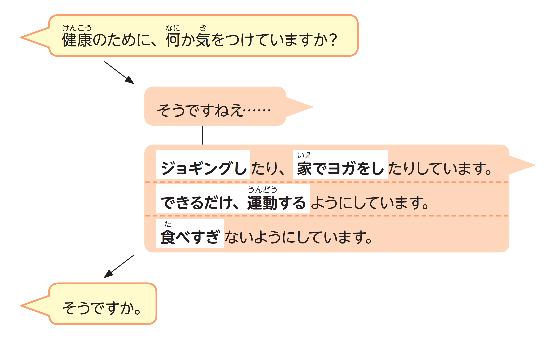 健康のために、何か気をつけていますか？
そうですねえ……
ジョギングしたり、家でヨガをしたりしています。
できるだけ、運動するようにしています。
食べすぎないようにしています。
そうですか。